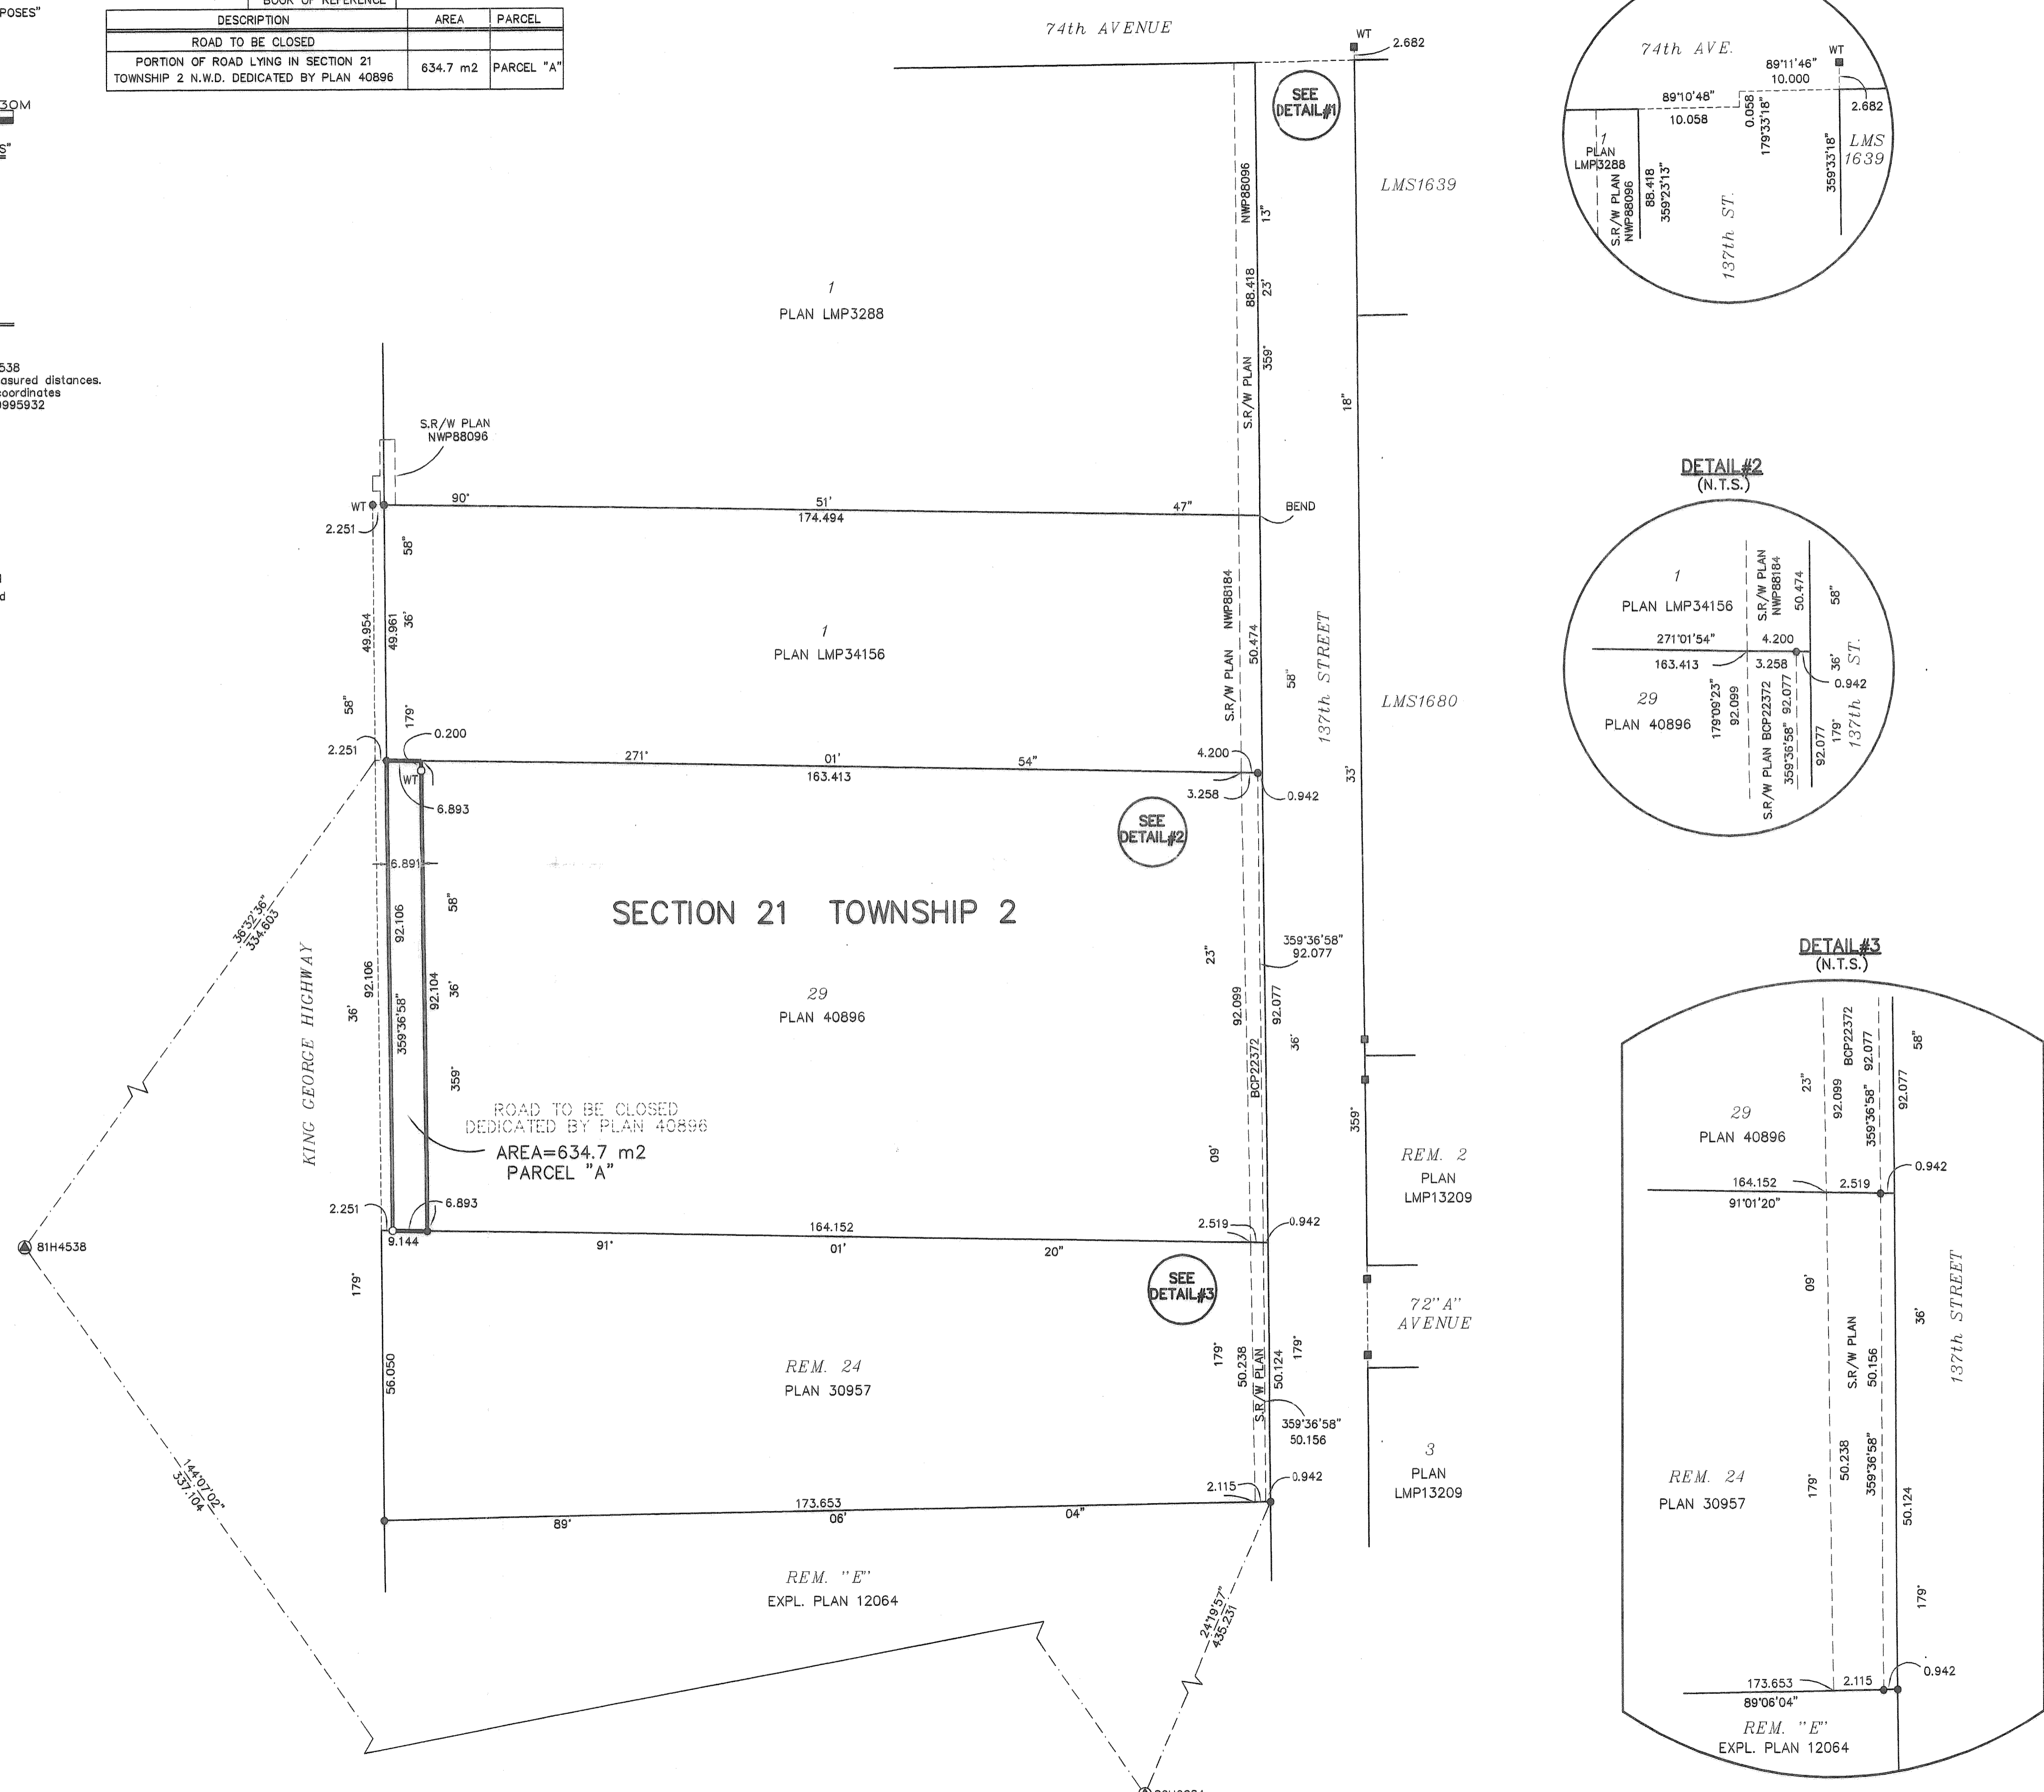 POSES"
BOOK OF REFERENCE
DESCRIPTION AREA PARCEL
ROAD TO BE CLOSED
PORTION OF ROAD LYING IN SECTION 21
TOWNSHIP 2 N.W.D. DEDICATED BY PLAN 40896
634.7 m2 PARCEL "A"
30M
S"
538
asured distances.
coordinates
9995932
d
74th AVENUE
WT
2.682
SEE
DETAIL#1
LMS1639
NWP88096
13"
88.418
23'
359°
S.R/W PLAN
18"
1
PLAN LMP3288
S.R/W PLAN
NWP88096
WT
2.251
90° 51' 47"
174.494
BEND
58"
49.954
49.961
36'
58"
179°
1
PLAN LMP34156
S.R/W PLAN NWP88184
50.474
58"
137th STREET
LMS1680
33'
2.251
0.200
WT
6.893
271° 01' 54"
163.413
4.200
3.258
0.942
SEE
DETAIL#2
6.891
36°32'36"
334.603
KING GEORGE HIGHWAY
92.106
36'
92.106
359°36'58"
92.104
58"
36'
359°
SECTION 21 TOWNSHIP 2
29
PLAN 40896
23"
09'
92.099
92.077
359°36'58"
92.077
BCP22372
36'
359°
ROAD TO BE CLOSED
DEDICATED BY PLAN 40896
AREA=634.7 m2
PARCEL "A"
REM. 2
PLAN
LMP13209
2.251
6.893
9.144
91° 01' 20"
164.152
2.519
0.942
SEE
DETAIL#3
81H4538
179°
56.050
REM. 24
PLAN 30957
179°
50.238
S.R/W PLAN
50.124
179°
359°36'58"
50.156
72"A"
AVENUE
3
PLAN
LMP13209
2.115
0.942
173.653
89° 06' 04"
144°07'02"
337.104
REM. "E"
EXPL. PLAN 12064
24°19'57"
435.231
74th AVE.
WT
89°11'46"
10.000
89°10'48"
10.058
0.058
179°33'18"
2.682
1
PLAN
LMP3288
S.R/W PLAN
NWP88096
88.418
359°23'13"
137th ST.
359°33'18"
LMS
1639
DETAIL#2
(N.T.S.)
1
PLAN LMP34156
S.R/W PLAN
NWP88184
50.474
58"
271°01'54"
4.200
163.413
3.258
0.942
36'
29
PLAN 40896
179°09'23"
92.099
S.R/W PLAN BCP22372
359°36'58" 92.077
92.077
179°
137th ST.
DETAIL#3
(N.T.S.)
29
PLAN 40896
23"
92.099
BCP22372
359°36'58" 92.077
92.077
58"
164.152
2.519
0.942
91°01'20"
09'
S.R/W PLAN
50.156
36'
137th STREET
REM. 24
PLAN 30957
179°
50.238
359°36'58"
50.124
179°
173.653
2.115
0.942
89°06'04"
REM. "E"
EXPL. PLAN 12064